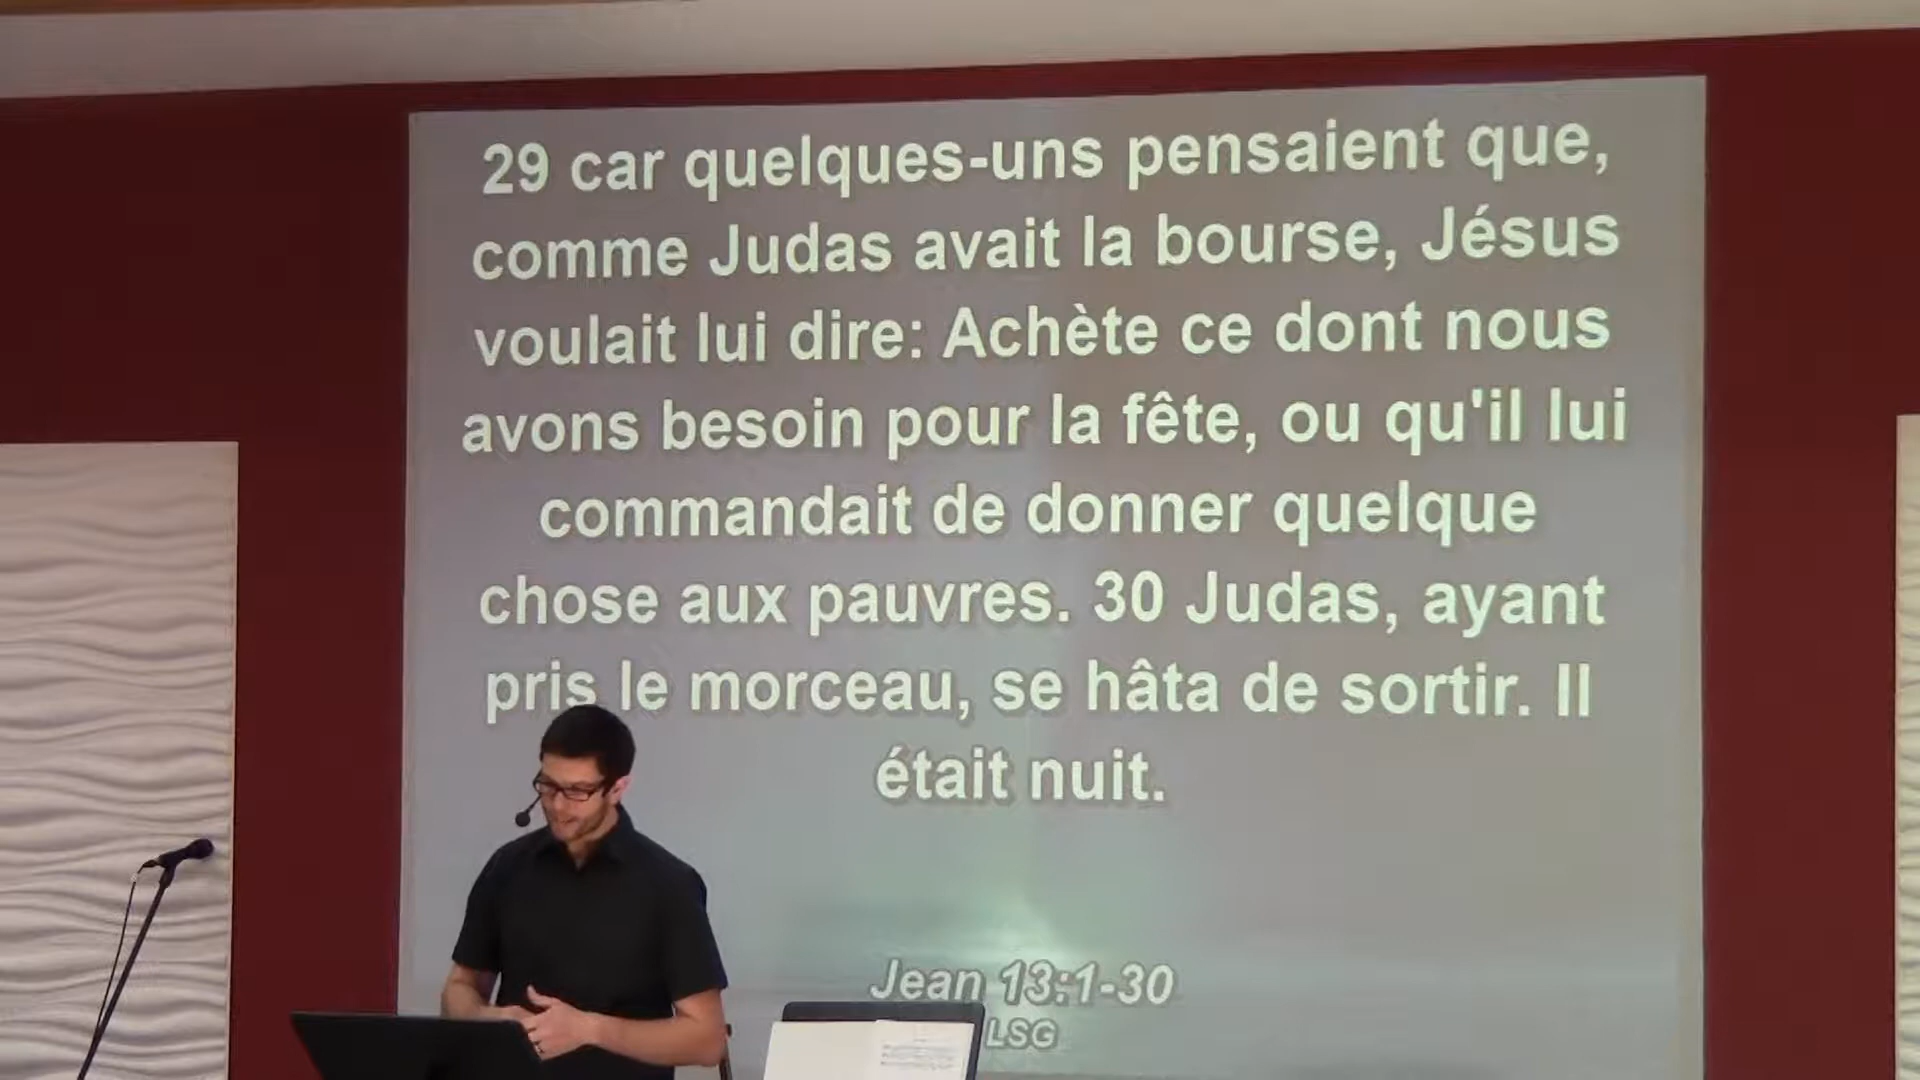 29 car quelques-uns pensaient que,
comme Judas avait la bourse, Jésus
voulait lui dire: Achète ce dont nous
avons besoin pour la fête, ou qu'il lui
commandait de donner quelque
chose aux pauvres. 30 Judas, ayant
pris le morceau, se hâta de sortir. Il
était nuit.
Jean 13:1-30
LSG